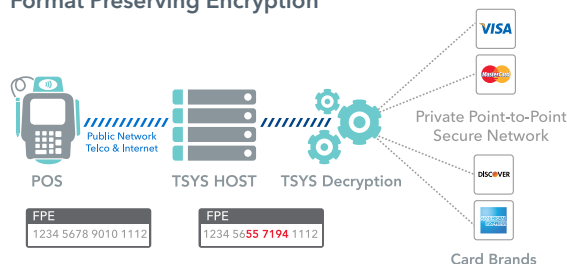 Format Preserving Encryption
VISA
MasterCard
Private Point-to-Point
Secure Network
Public Network
Telco & Internet
POS
TSYS HOST
TSYS Decryption
DISCOVER
AMERICAN EXPRESS
FPE
1234 5678 9010 1112
FPE
1234 5655 7194 1112
Card Brands